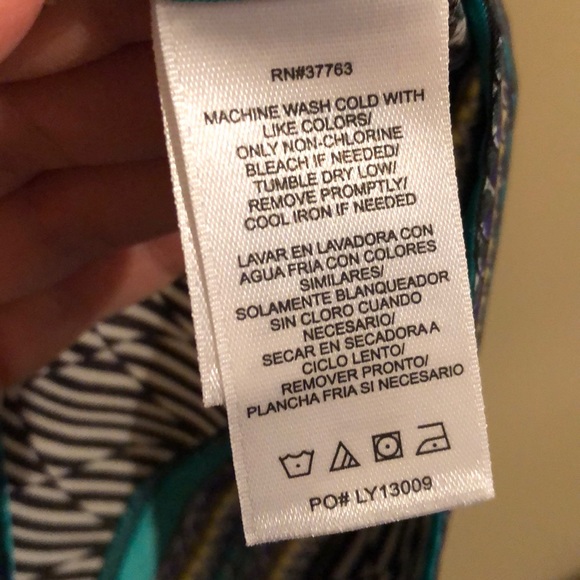 RN#37763
MACHINE WASH COLD WITH
LIKE COLORS/
ONLY NON-CHLORINE
BLEACH IF NEEDED/
TUMBLE DRY LOW/
REMOVE PROMPTLY/
COOL IRON IF NEEDED
LAVAR EN LAVADORA CON
AGUA FRIA CON COLORES
SIMILARES/
SOLAMENTE BLANQUEADOR
SIN CLORO CUANDO
NECESARIO/
SECAR EN SECADORA A
CICLO LENTO/
REMOVER PRONTO/
PLANCHA FRIA SI NECESARIO
PO# LY13009